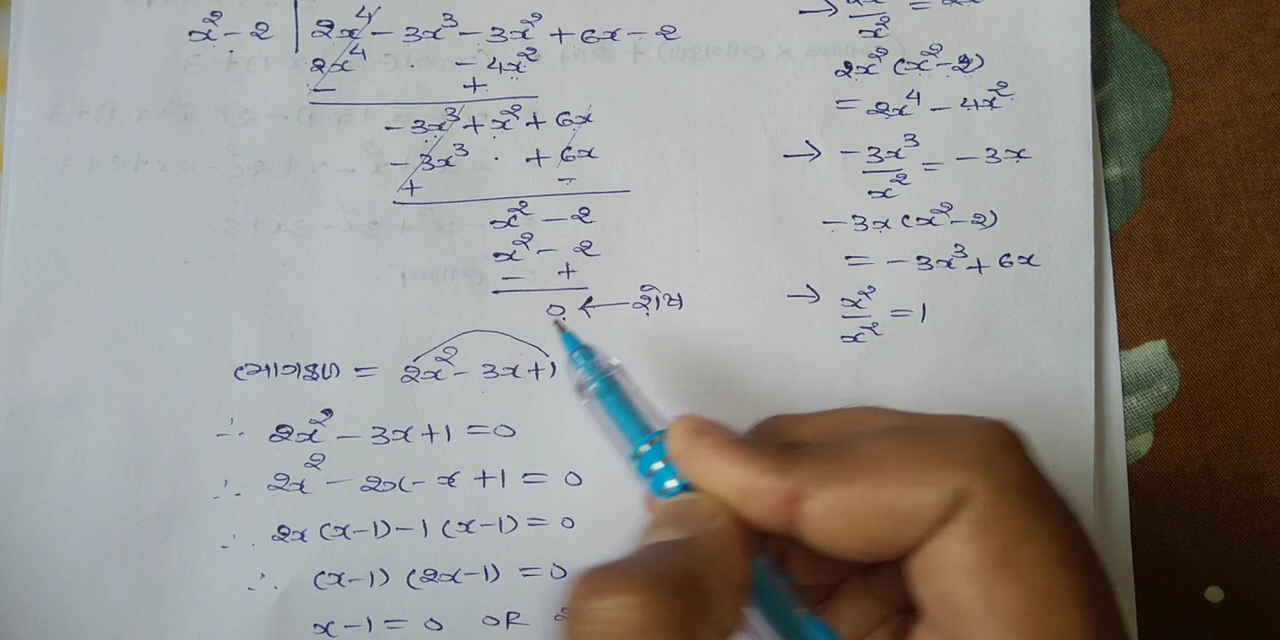 x² - 2 | 2x⁴ - 3x³ - 3x² + 6x - 2
2x⁴ - 4x²
- +
-3x³ + x² + 6x
-3x³ + 6x
+ -
x² - 2
x² - 2
- +
0 ← શેષ
ભાગફળ = 2x² - 3x + 1
∴ 2x² - 3x + 1 = 0
∴ 2x² - 2x - x + 1 = 0
∴ 2x (x-1) - 1 (x-1) = 0
∴ (x-1) (2x-1) = 0
x - 1 = 0 OR
2x² (x² - 2)
= 2x⁴ - 4x²
→ -3x³/x² = -3x
-3x (x² - 2)
= -3x³ + 6x
→ x²/x² = 1